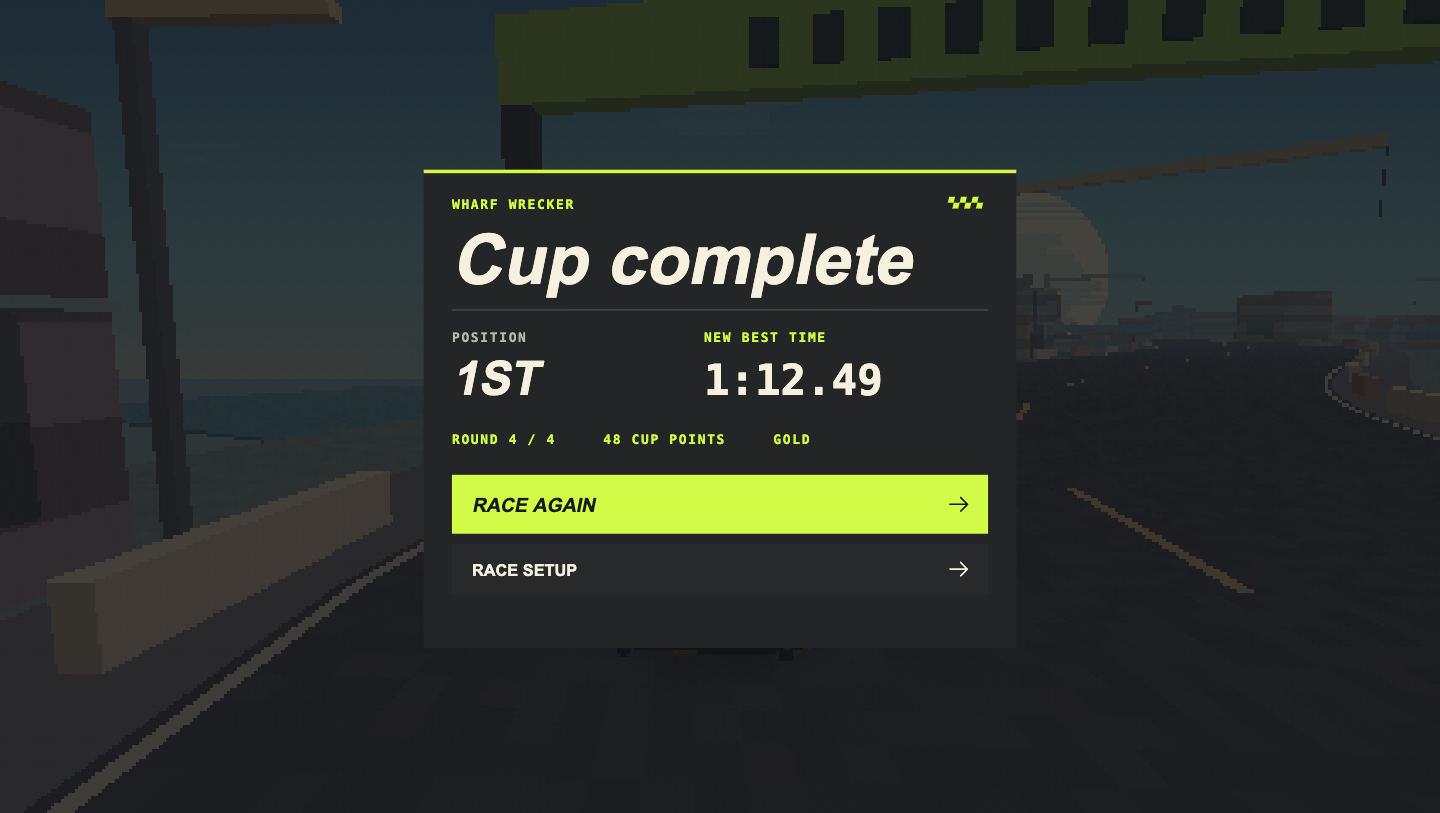 WHARF WRECKER
Cup complete
POSITION
1ST
NEW BEST TIME
1:12.49
ROUND 4 / 4 48 CUP POINTS GOLD
RACE AGAIN →
RACE SETUP →